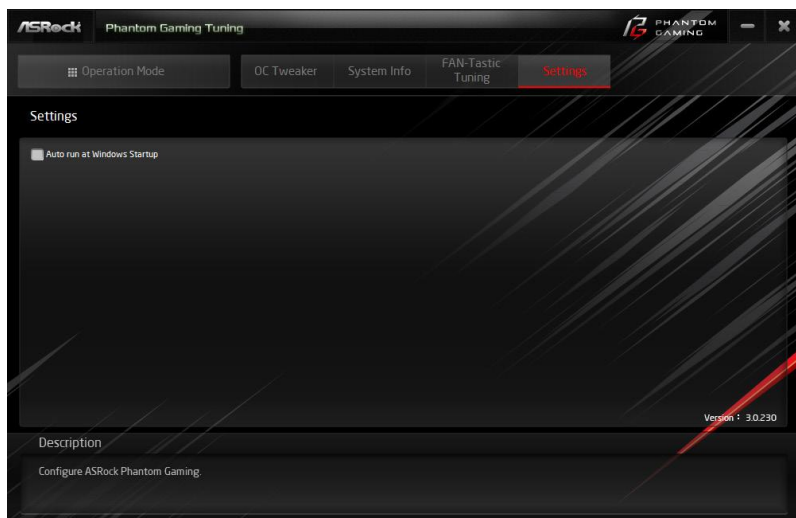 ASRock
Phantom Gaming Tuning
PHANTOM
GAMING
Operation Mode
OC Tweaker
System Info
FAN-Tastic
Tuning
Settings
Settings
Auto run at Windows Startup
Version : 3.0.230
Description
Configure ASRock Phantom Gaming.